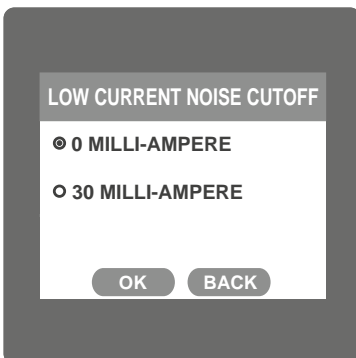 LOW CURRENT NOISE CUTOFF
0 MILLI-AMPERE
30 MILLI-AMPERE
OK BACK